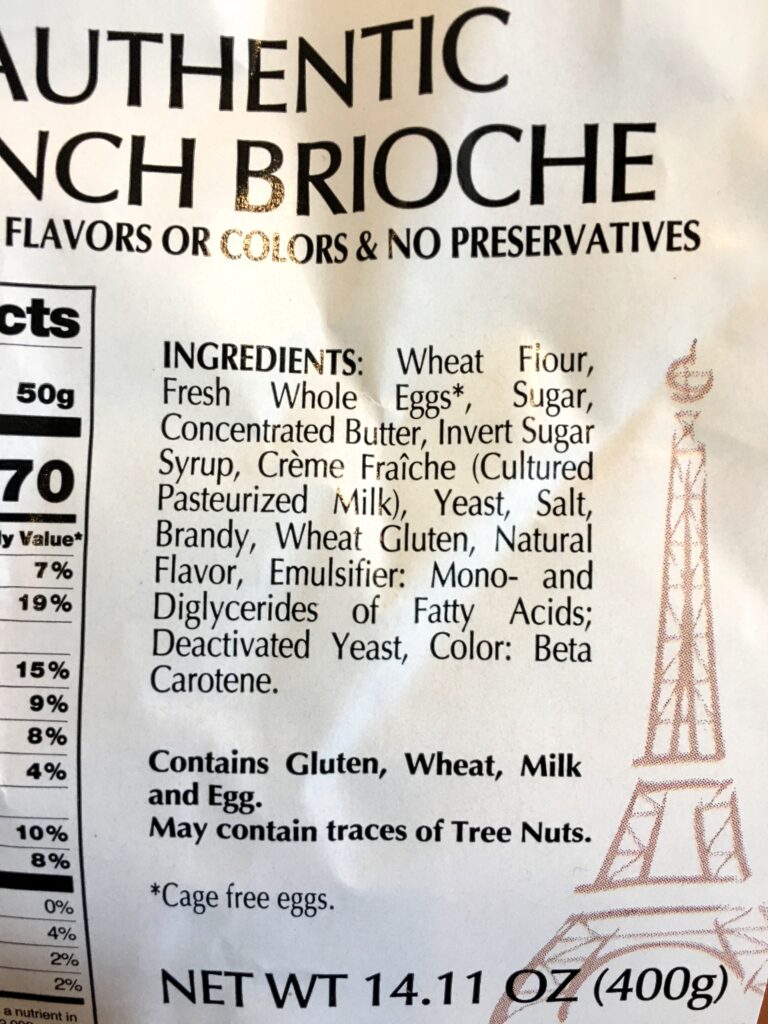 AUTHENTIC
NCH BRIOCHE
FLAVORS OR COLORS & NO PRESERVATIVES
cts
50g
70
ly Value*
7%
19%
15%
9%
8%
4%
10%
8%
0%
4%
2%
2%
a nutrient in
INGREDIENTS: Wheat Flour,
Fresh Whole Eggs*, Sugar,
Concentrated Butter, Invert Sugar
Syrup, Crème Fraîche (Cultured
Pasteurized Milk), Yeast, Salt,
Brandy, Wheat Gluten, Natural
Flavor, Emulsifier: Mono- and
Diglycerides of Fatty Acids;
Deactivated Yeast, Color: Beta
Carotene.
Contains Gluten, Wheat, Milk
and Egg.
May contain traces of Tree Nuts.
*Cage free eggs.
NET WT 14.11 OZ (400g)